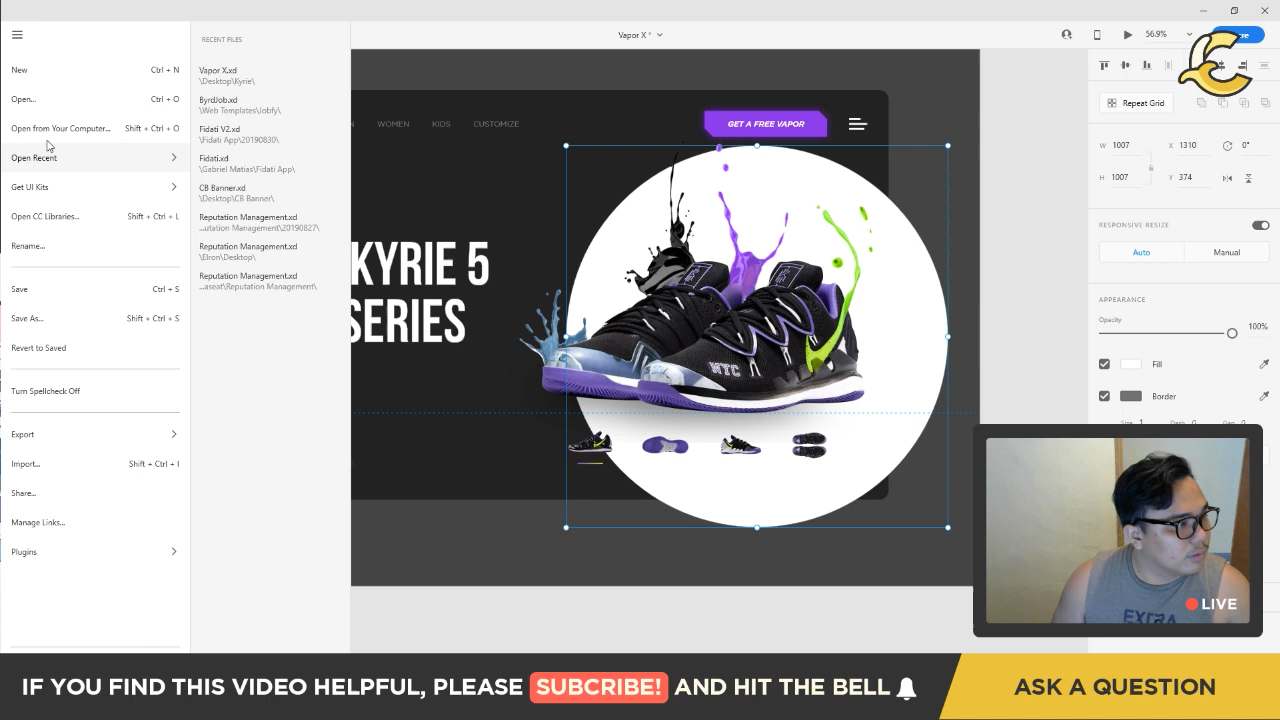 Vapor X *
56.9%
RECENT FILES
New Ctrl + N
Open... Ctrl + O
Open from Your Computer... Shift + Ctrl + O
Open Recent
Get UI Kits
Open CC Libraries... Shift + Ctrl + L
Rename...
Save Ctrl + S
Save As... Shift + Ctrl + S
Revert to Saved
Turn Spellcheck Off
Export
Import... Shift + Ctrl + I
Share...
Manage Links...
Plugins
Vapor X.xd
\Desktop\Kyrie\
ByrdJob.xd
\Web Templates\Jobfy\
Fidati V2.xd
\Fidati App\20190830\
Fidati.xd
\Gabriel Matias\Fidati App\
CB Banner.xd
\Desktop\CB Banner\
Reputation Management.xd
...utation Management\20190827\
Reputation Management.xd
\Elron\Desktop\
Reputation Management.xd
...aseat\Reputation Management\
N WOMEN KIDS CUSTOMIZE
GET A FREE VAPOR
KYRIE 5
SERIES
NYC
Repeat Grid
W 1007 X 1310 0°
H 1007 Y 374
RESPONSIVE RESIZE
Auto Manual
APPEARANCE
Opacity
100%
Fill
Border
EXTRA
LIVE
IF YOU FIND THIS VIDEO HELPFUL, PLEASE SUBCRIBE! AND HIT THE BELL
ASK A QUESTION